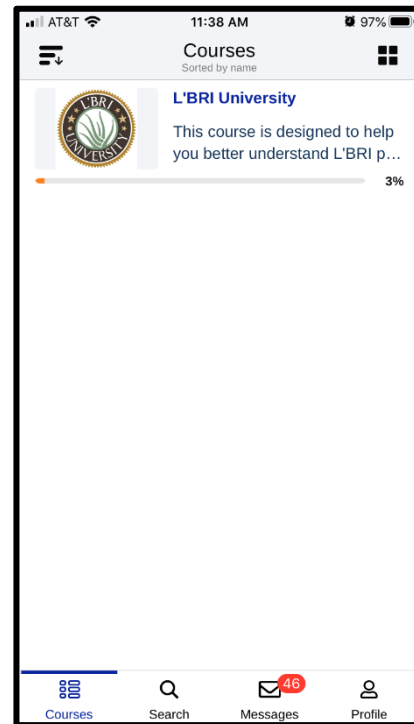 AT&T
11:38 AM
97%
Courses
Sorted by name
L'BRI
UNIVERSITY
L'BRI University
This course is designed to help
you better understand L'BRI p…
3%
46
Courses
Search
Messages
Profile